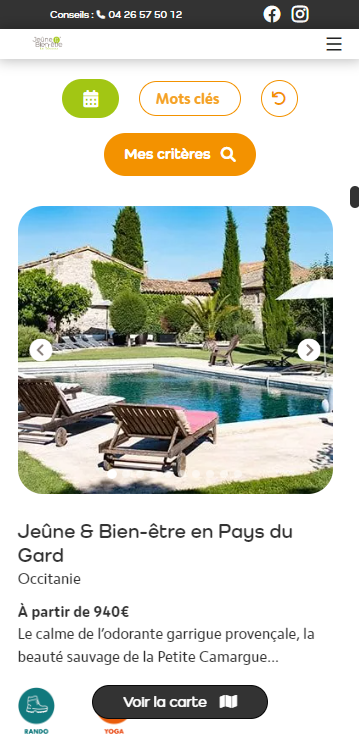 Conseils : 04 26 57 50 12
Jeûne &
Bien-être
Mots clés
Mes critères
Jeûne & Bien-être en Pays du
Gard
Occitanie
À partir de 940€
Le calme de l'odorante garrigue provençale, la
beauté sauvage de la Petite Camargue...
Voir la carte
RANDO
YOGA